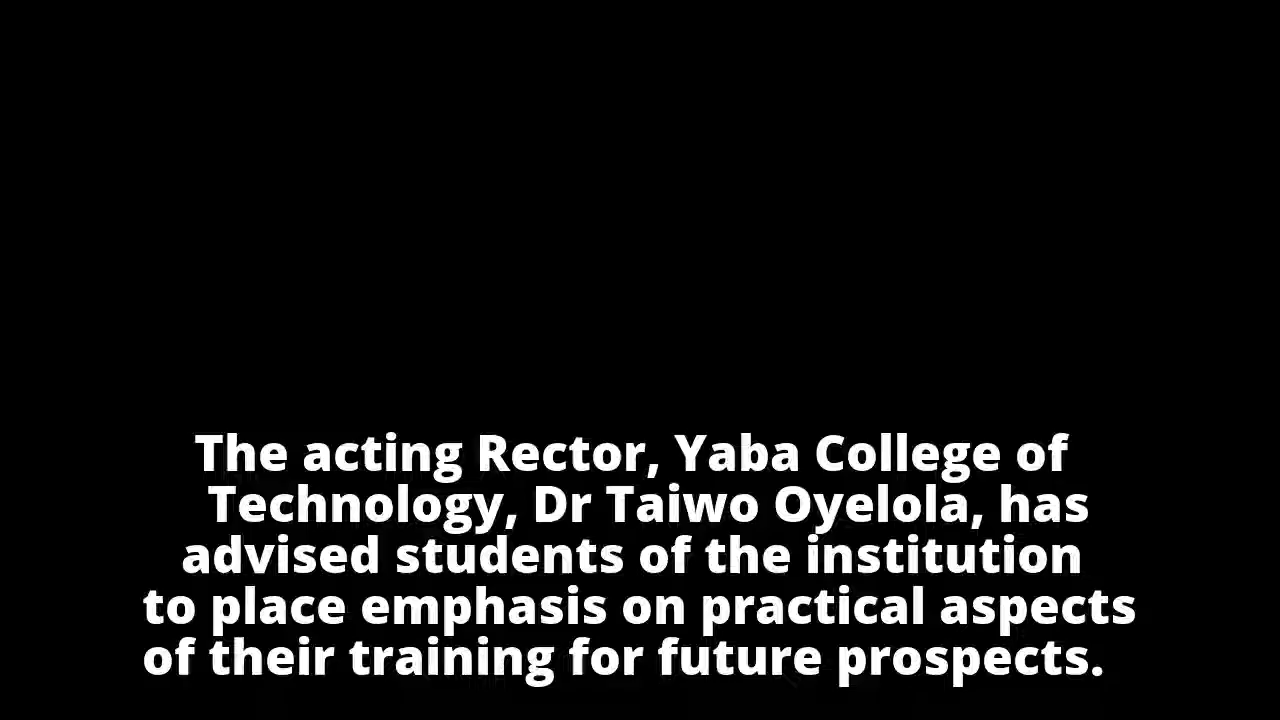 The acting Rector, Yaba College of
Technology, Dr Taiwo Oyelola, has
advised students of the institution
to place emphasis on practical aspects
of their training for future prospects.